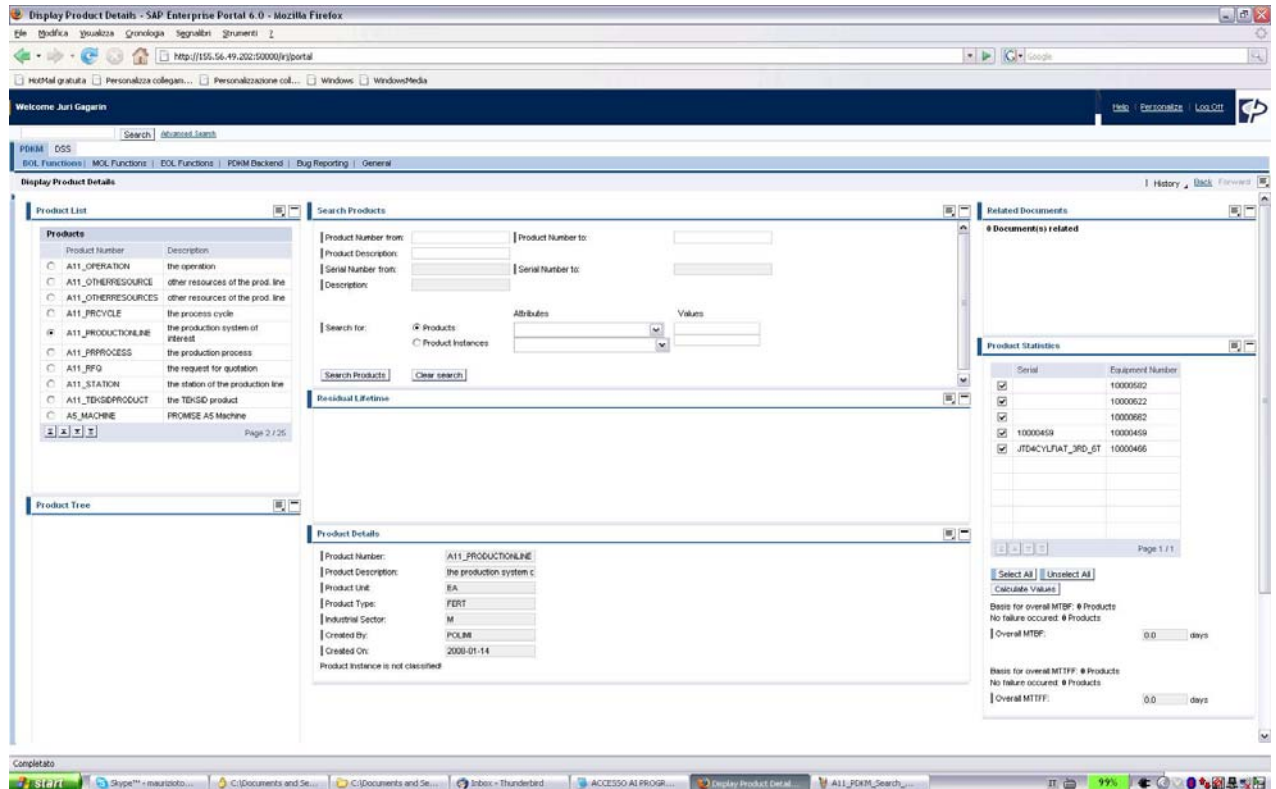 Display Product Details - SAP Enterprise Portal 6.0 - Mozilla Firefox
File Modifica Visualizza Cronologia Segnalibri Strumenti ?
http://155.56.49.202:50000/irj/portal
Google
HotMail gratuita Personalizza collegam... Personalizzazione coll... Windows WindowsMedia
Welcome Juri Gagarin
Help Personalize Log Off
Search Advanced Search
PDKM DSS
BOL Functions | MOL Functions | EOL Functions | PDKM Backend | Bug Reporting | General
Display Product Details
| History Back Forward
Product List
Products
Product Number Description
A11_OPERATION the operation
A11_OTHERRESOURCE other resources of the prod. line
A11_OTHERRESOURCES other resources of the prod. line
A11_PRCYCLE the process cycle
A11_PRODUCTIONLINE the production system of interest
A11_PRPROCESS the production process
A11_RFQ the request for quotation
A11_STATION the station of the production line
A11_TEKSIDPRODUCT the TEKSID product
A5_MACHINE PROMISE A5 Machine
Page 2 / 25
Product Tree
Search Products
Product Number from: Product Number to:
Product Description:
Serial Number from: Serial Number to:
Description:
Attributes Values
Search for: Products
Product Instances
Search Products Clear search
Residual Lifetime
Product Details
Product Number: A11_PRODUCTIONLINE
Product Description: the production system c
Product Unit: EA
Product Type: FERT
Industrial Sector: M
Created By: POLIMI
Created On: 2008-01-14
Product Instance is not classified!
Related Documents
0 Document(s) related
Product Statistics
Serial Equipment Number
10000582
10000622
10000662
10000459 10000459
JTD4CYLFIAT_3RD_6T 10000466
Page 1 / 1
Select All Unselect All
Calculate Values
Basis for overall MTBF: 0 Products
No failure occured: 0 Products
Overall MTBF: 0.0 days
Basis for overall MTTFF: 0 Products
No failure occured: 0 Products
Overall MTTFF: 0.0 days
Completato
start Skype™ - maurizioto... C:\Documents and Se... C:\Documents and Se... Inbox - Thunderbird ACCESSO AI PROGR... Display Product Detail... A11_PDKM_Search_... IT 99%